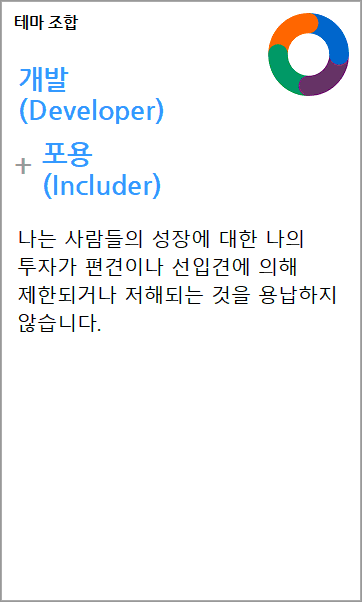 테마 조합
개발
(Developer)
+ 포용
(Includer)
나는 사람들의 성장에 대한 나의
투자가 편견이나 선입견에 의해
제한되거나 저해되는 것을 용납하지
않습니다.